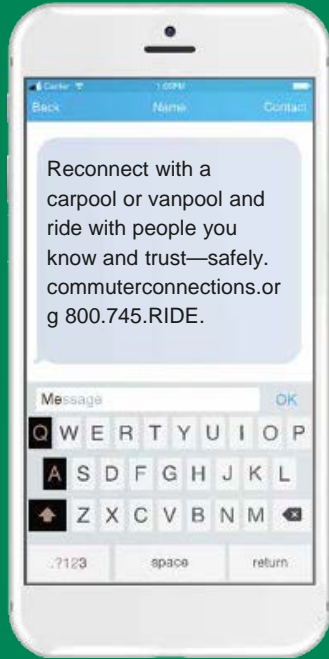 Carrier 1:00PM
Back Name Contact
Reconnect with a
carpool or vanpool and
ride with people you
know and trust—safely.
commuterconnections.or
g 800.745.RIDE.
Message OK
Q W E R T Y U I O P
A S D F G H J K L
Z X C V B N M
.?123 space return